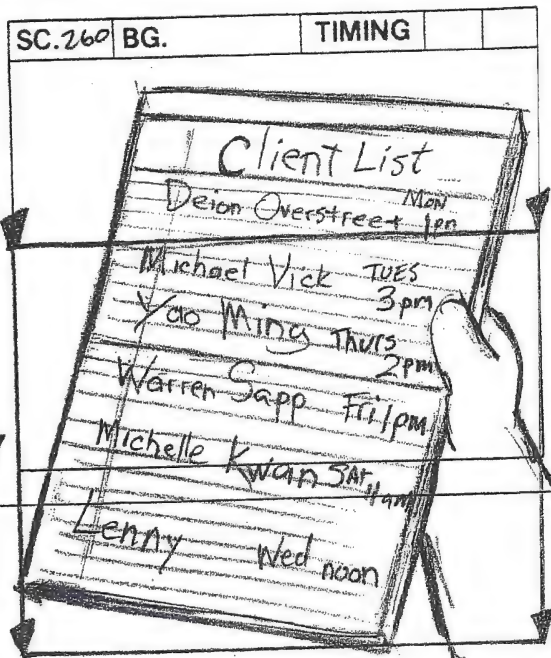 SC.260 BG. TIMING
Client List
Deion Overstreet Mon 1pm
Michael Vick TUES 3pm
Yao Ming Thurs 2pm
Warren Sapp Fri 1pm
Michelle Kwan SAT 11am
Lenny Wed noon